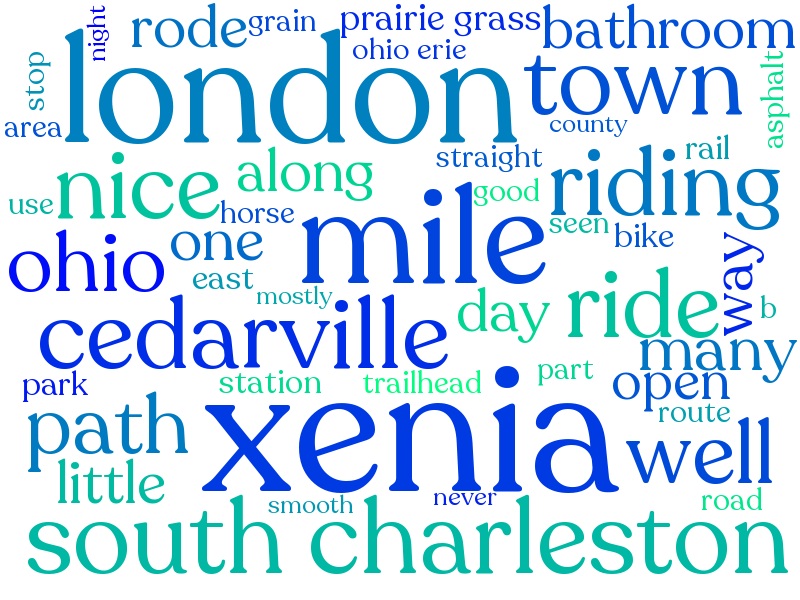 night
rode
grain
prairie grass
bathroom
stop
london
ohio erie
town
asphalt
area
county
nice
along
straight
rail
riding
use
horse
good
seen
bike
one
mile
ohio
east
mostly
way
cedarville
day
ride
b
many
park
station
trailhead
part
open
path
xenia
route
well
little
smooth
never
road
south charleston